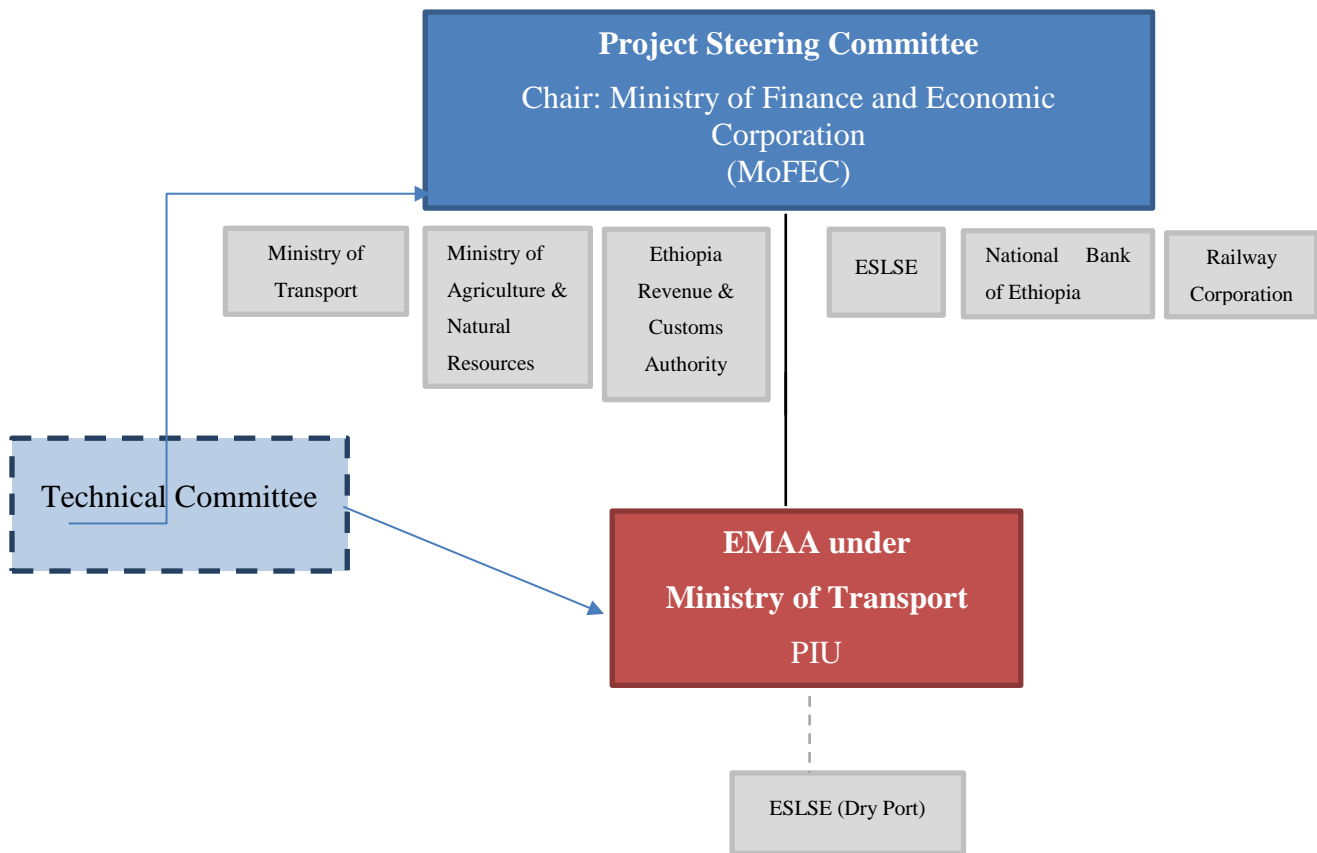 Project Steering Committee
Chair: Ministry of Finance and Economic
Corporation
(MoFEC)
Ministry of
Transport
Ministry of
Agriculture &
Natural
Resources
Ethiopia
Revenue &
Customs
Authority
ESLSE
National Bank
of Ethiopia
Railway
Corporation
Technical Committee
EMAA under
Ministry of Transport
PIU
ESLSE (Dry Port)